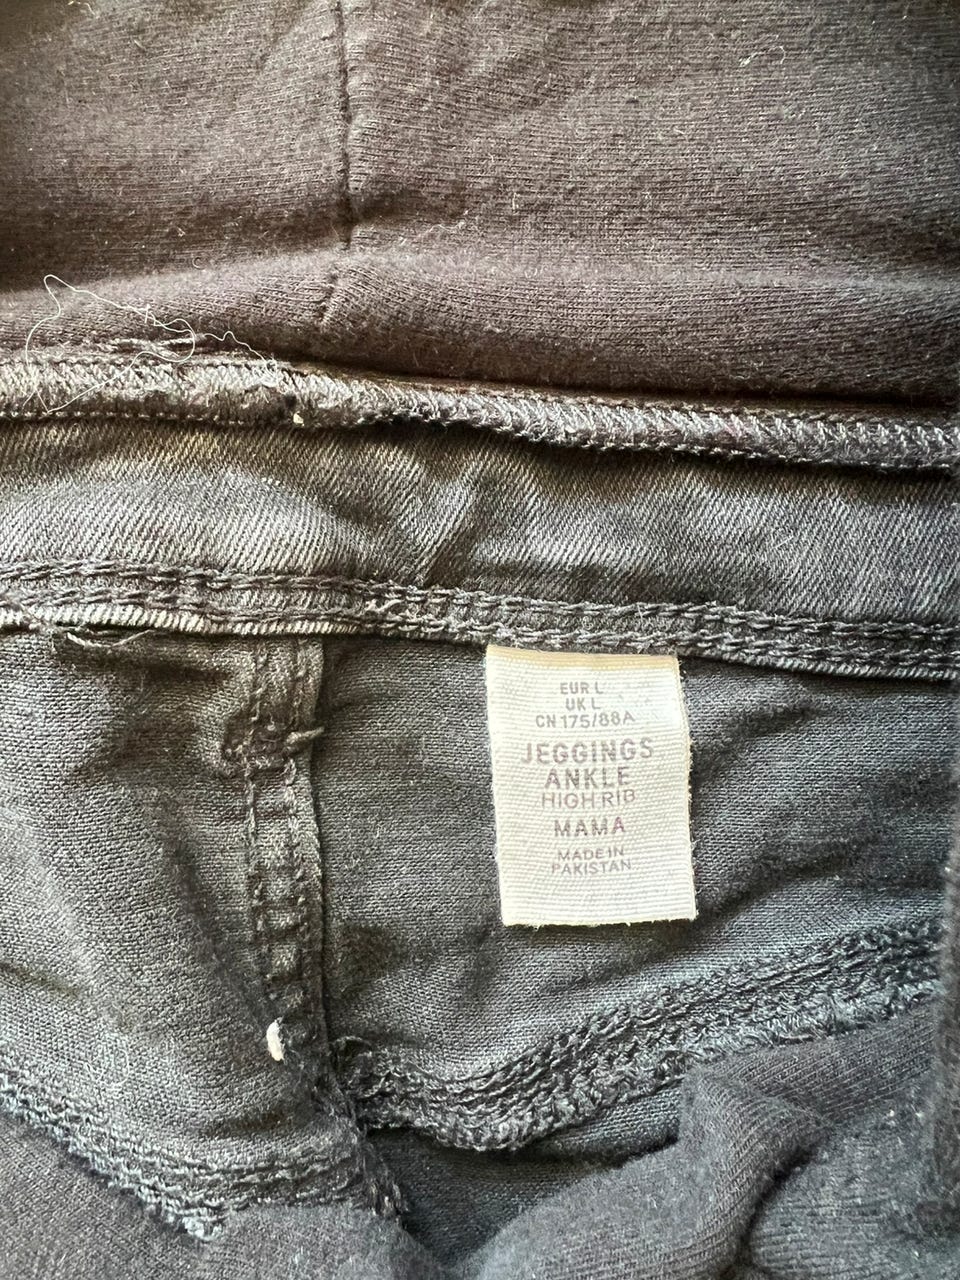 EUR L
UK L
CN 175/88A
JEGGINGS
ANKLE
HIGH RIB
MAMA
MADE IN
PAKISTAN